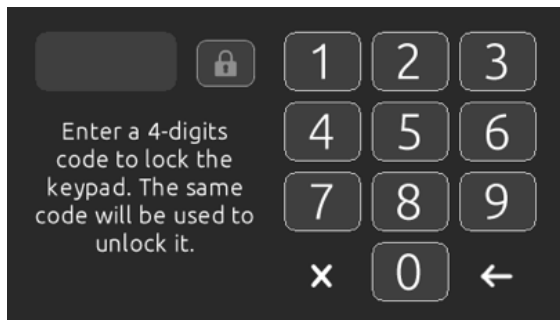 1 2 3
Enter a 4-digits
code to lock the
keypad. The same
code will be used to
unlock it.
4 5 6
7 8 9
x 0 ←